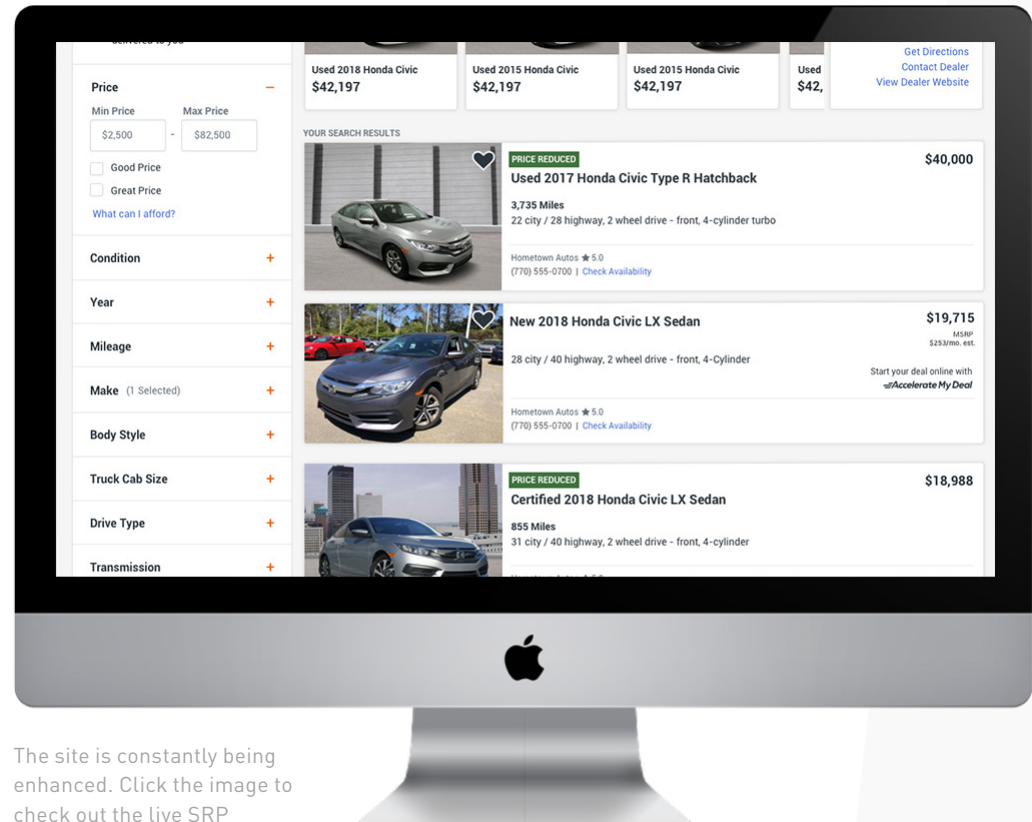 delivered to you
Price
Min Price Max Price
$2,500 - $82,500
Good Price
Great Price
What can I afford?
Condition
Year
Mileage
Make (1 Selected)
Body Style
Truck Cab Size
Drive Type
Transmission
Used 2018 Honda Civic
$42,197
Used 2015 Honda Civic
$42,197
Used 2015 Honda Civic
$42,197
Used
$42,
Get Directions
Contact Dealer
View Dealer Website
YOUR SEARCH RESULTS
PRICE REDUCED
$40,000
Used 2017 Honda Civic Type R Hatchback
3,735 Miles
22 city / 28 highway, 2 wheel drive - front, 4-cylinder turbo
Hometown Autos ★ 5.0
(770) 555-0700 | Check Availability
New 2018 Honda Civic LX Sedan
$19,715
MSRP
$253/mo. est.
28 city / 40 highway, 2 wheel drive - front, 4-Cylinder
Start your deal online with
Accelerate My Deal
Hometown Autos ★ 5.0
(770) 555-0700 | Check Availability
PRICE REDUCED
$18,988
Certified 2018 Honda Civic LX Sedan
855 Miles
31 city / 40 highway, 2 wheel drive - front, 4-cylinder
The site is constantly being
enhanced. Click the image to
check out the live SRP